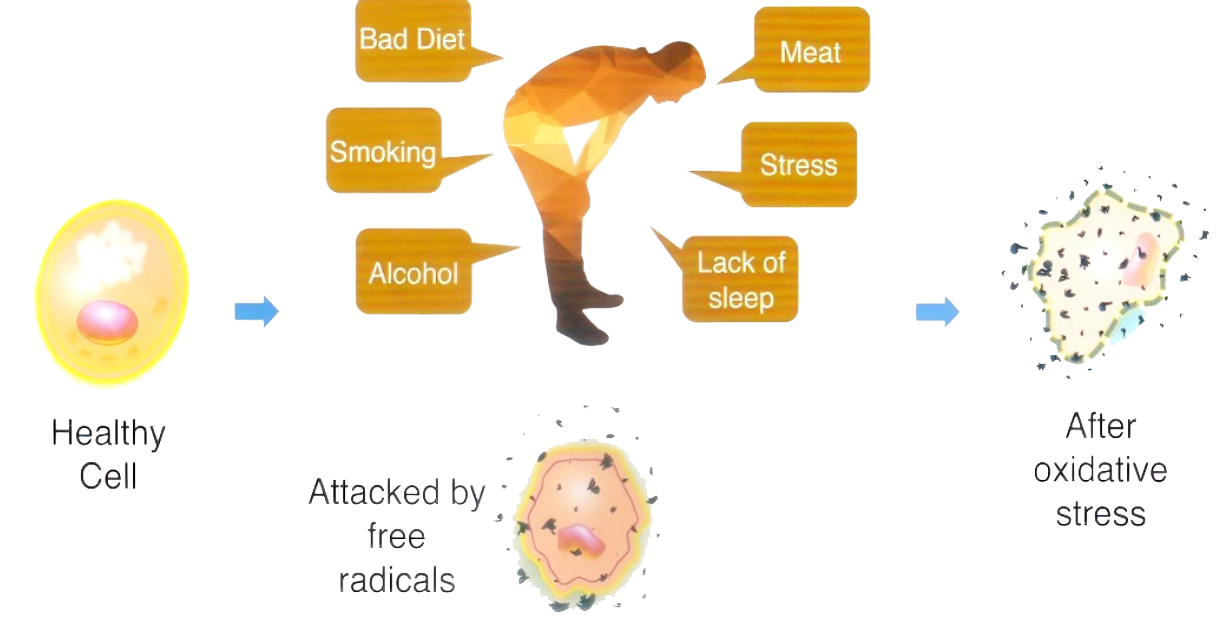 Bad Diet
Meat
Smoking
Stress
Alcohol
Lack of
sleep
Healthy
Cell
Attacked by
free
radicals
After
oxidative
stress